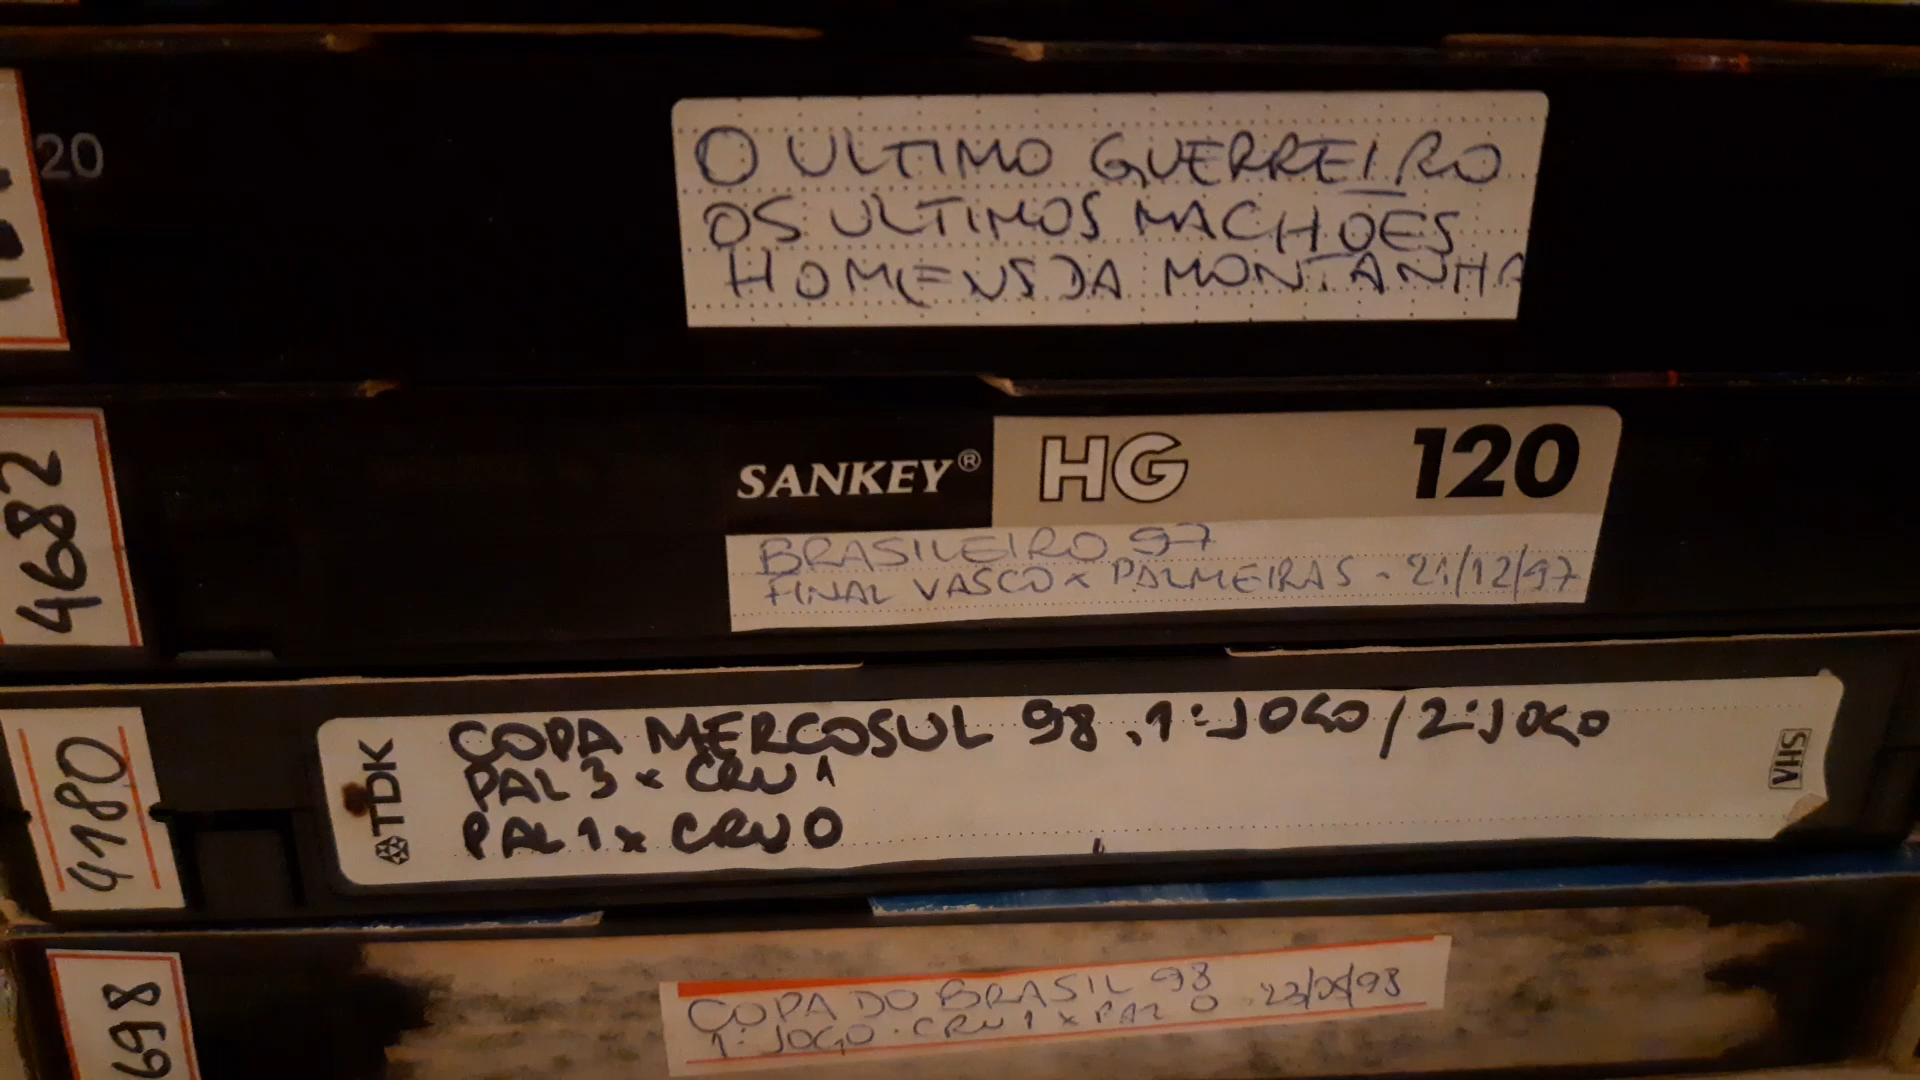 20
O ULTIMO GUERREIRO
OS ULTIMOS MACHÕES
HOMENS DA MONTANHA
4682
SANKEY® HG 120
BRASILEIRO 97
FINAL VASCO x PALMEIRAS - 21/12/97
4180
TDK
COPA MERCOSUL 98. 1º JOGO / 2º JOGO
PAL 3 x CRU 1
PAL 1 x CRU 0
VHS
698
COPA DO BRASIL 98
1º JOGO. CRU 1 x PAL 0